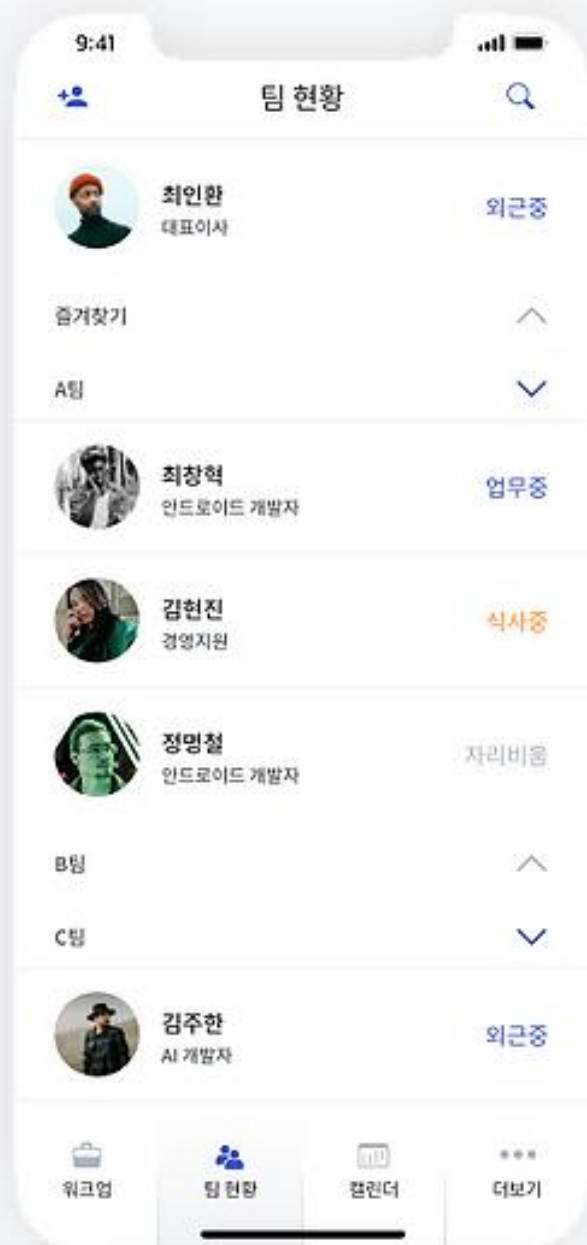 9:41
팀 현황
최인환
대표이사
외근중
즐겨찾기
A팀
최창혁
안드로이드 개발자
업무중
김현진
경영지원
식사중
정명철
안드로이드 개발자
자리비움
B팀
C팀
김주한
AI 개발자
외근중
워크업
팀 현황
캘린더
더보기